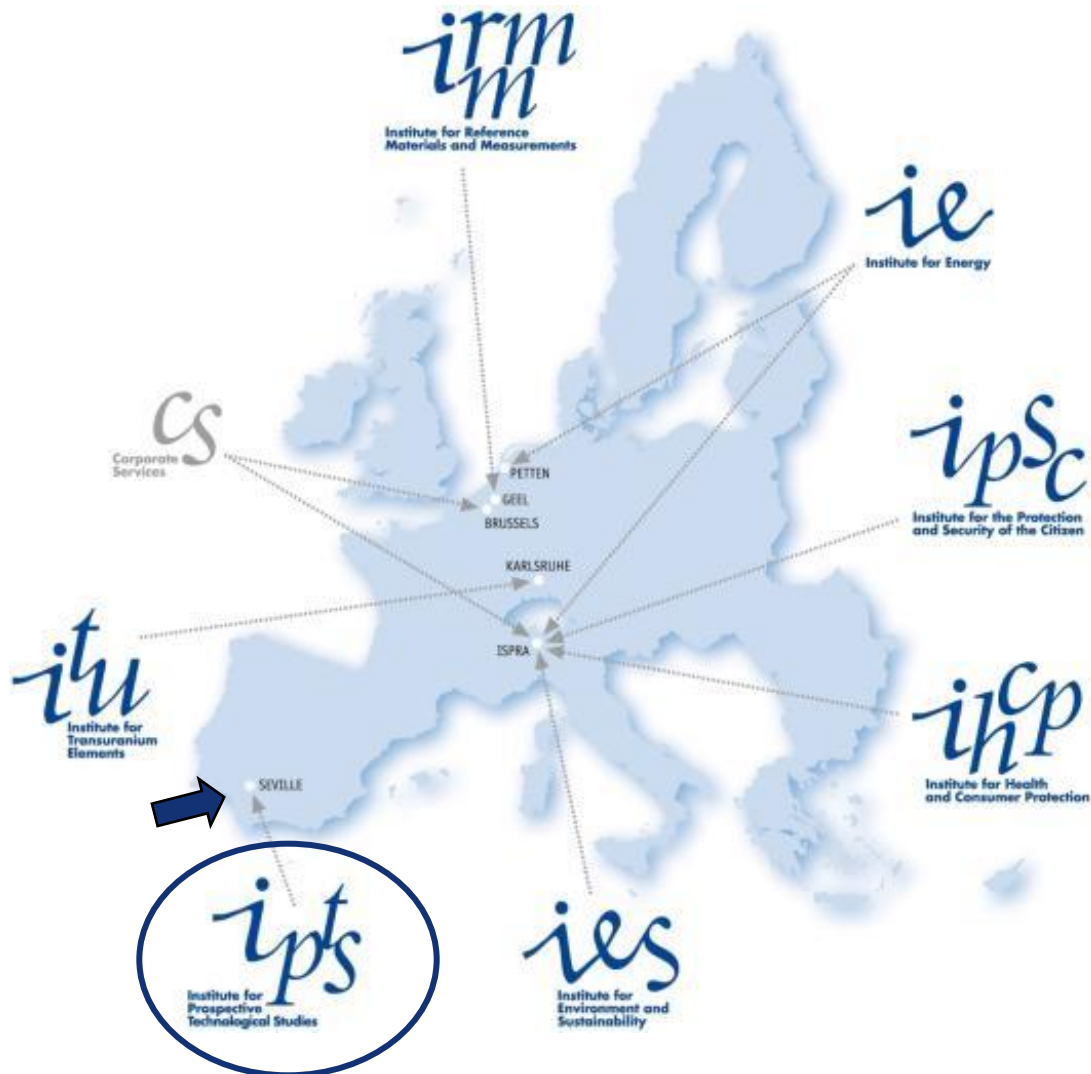 irmm
Institute for Reference
Materials and Measurements
ie
Institute for Energy
cs
Corporate
Services
ipsc
Institute for the Protection
and Security of the Citizen
PETTEN
GEEL
BRUSSELS
KARLSRUHE
ISPRA
itu
Institute for
Transuranium
Elements
ihcp
Institute for Health
and Consumer Protection
SEVILLE
ipts
Institute for
Prospective
Technological Studies
ies
Institute for
Environment and
Sustainability